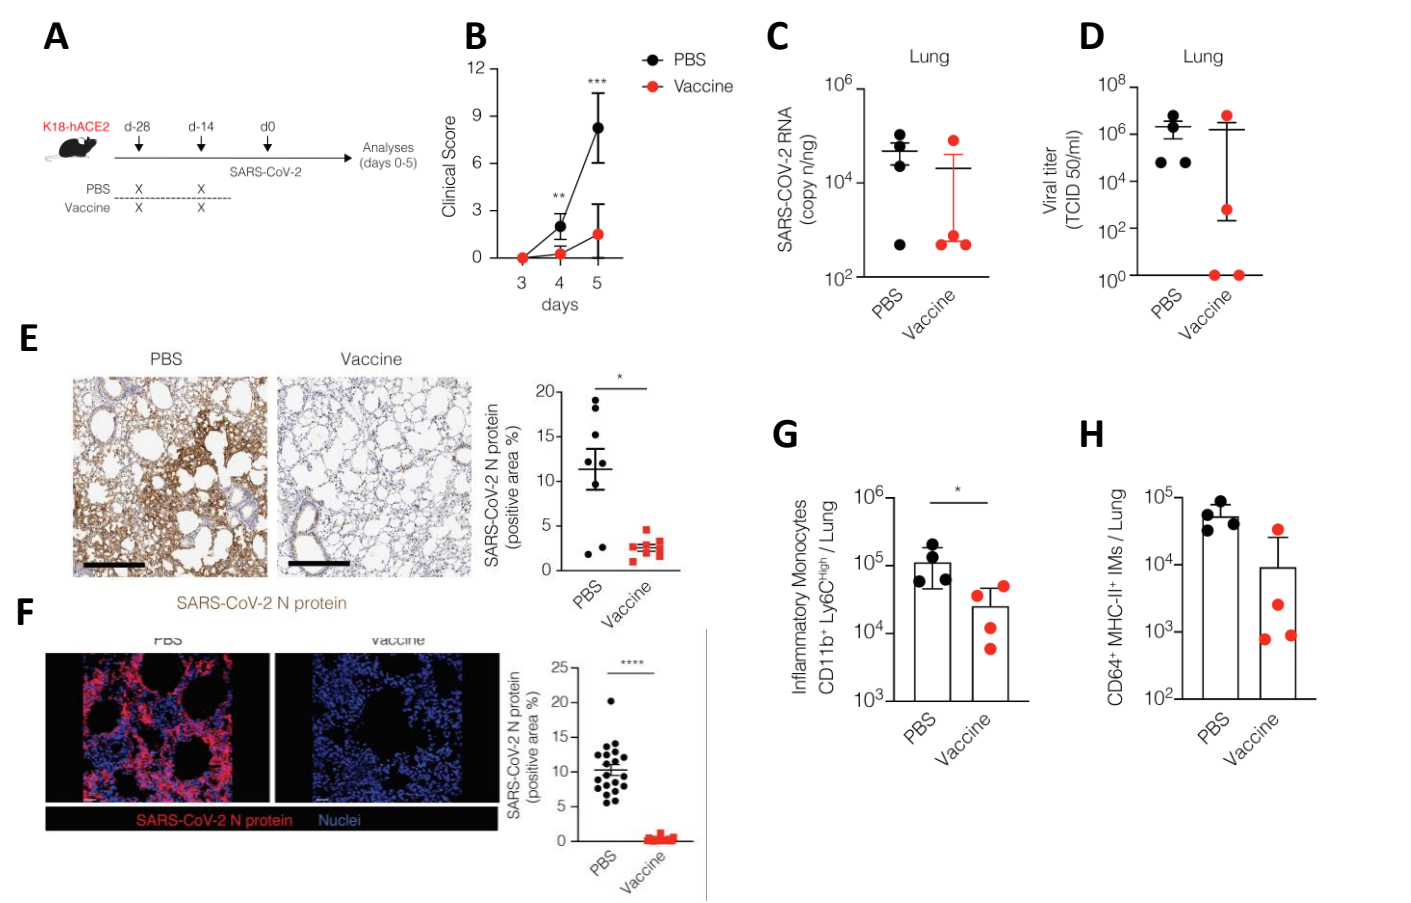 A
K18-hACE2
d-28
d-14
d0
Analyses
(days 0-5)
SARS-CoV-2
PBS X X
Vaccine X X
B
PBS
Vaccine
Clinical Score
12
9
6
3
0
**
***
3 4 5
days
C
Lung
SARS-COV-2 RNA
(copy n/ng)
10⁶
10⁴
10²
PBS
Vaccine
D
Lung
Viral titer
(TCID 50/ml)
10⁸
10⁶
10⁴
10²
10⁰
PBS
Vaccine
E
PBS
Vaccine
SARS-CoV-2 N protein
SARS-CoV-2 N protein
(positive area %)
20
15
10
5
0
*
PBS
Vaccine
F
PBS
Vaccine
SARS-CoV-2 N protein Nuclei
SARS-CoV-2 N protein
(positive area %)
25
20
15
10
5
0
****
PBS
Vaccine
G
Inflammatory Monocytes
CD11b⁺ Ly6Cᴴⁱᵍʰ / Lung
10⁶
10⁵
10⁴
10³
*
PBS
Vaccine
H
CD64⁺ MHC-II⁺ IMs / Lung
10⁵
10⁴
10³
10²
PBS
Vaccine